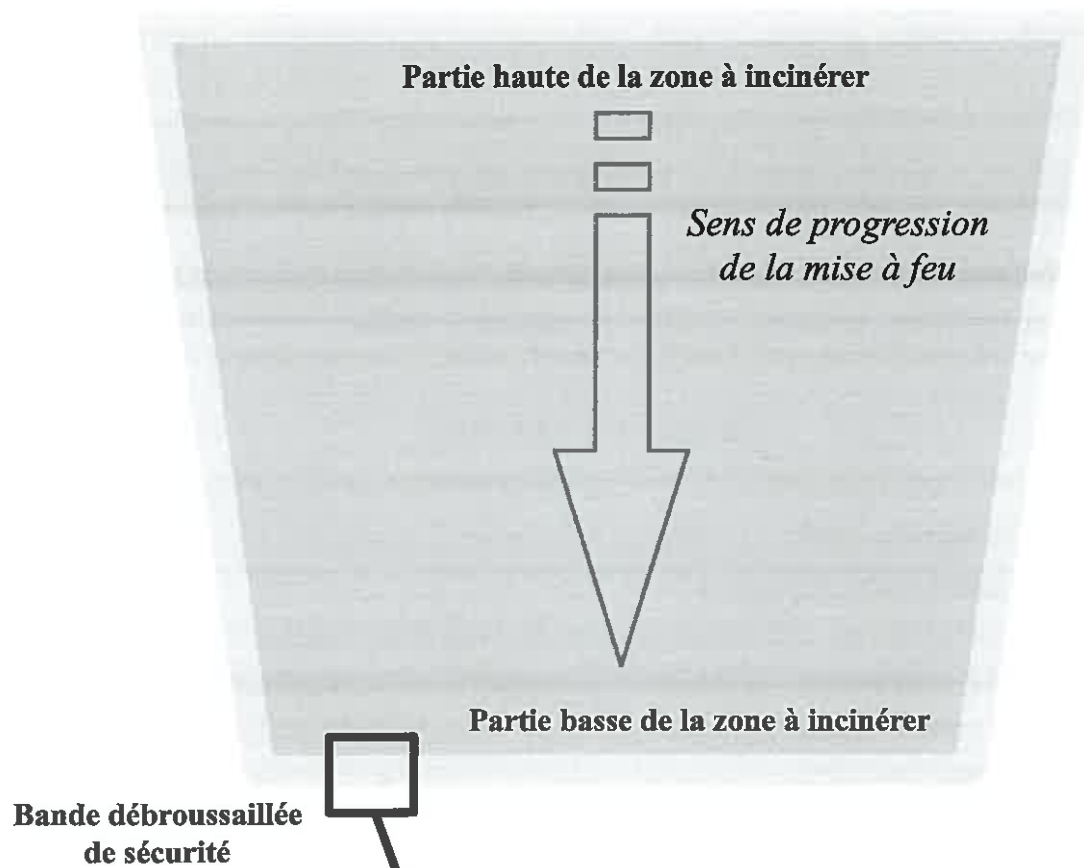 Partie haute de la zone à incinérer
Sens de progression
de la mise à feu
Partie basse de la zone à incinérer
Bande débroussaillée
de sécurité